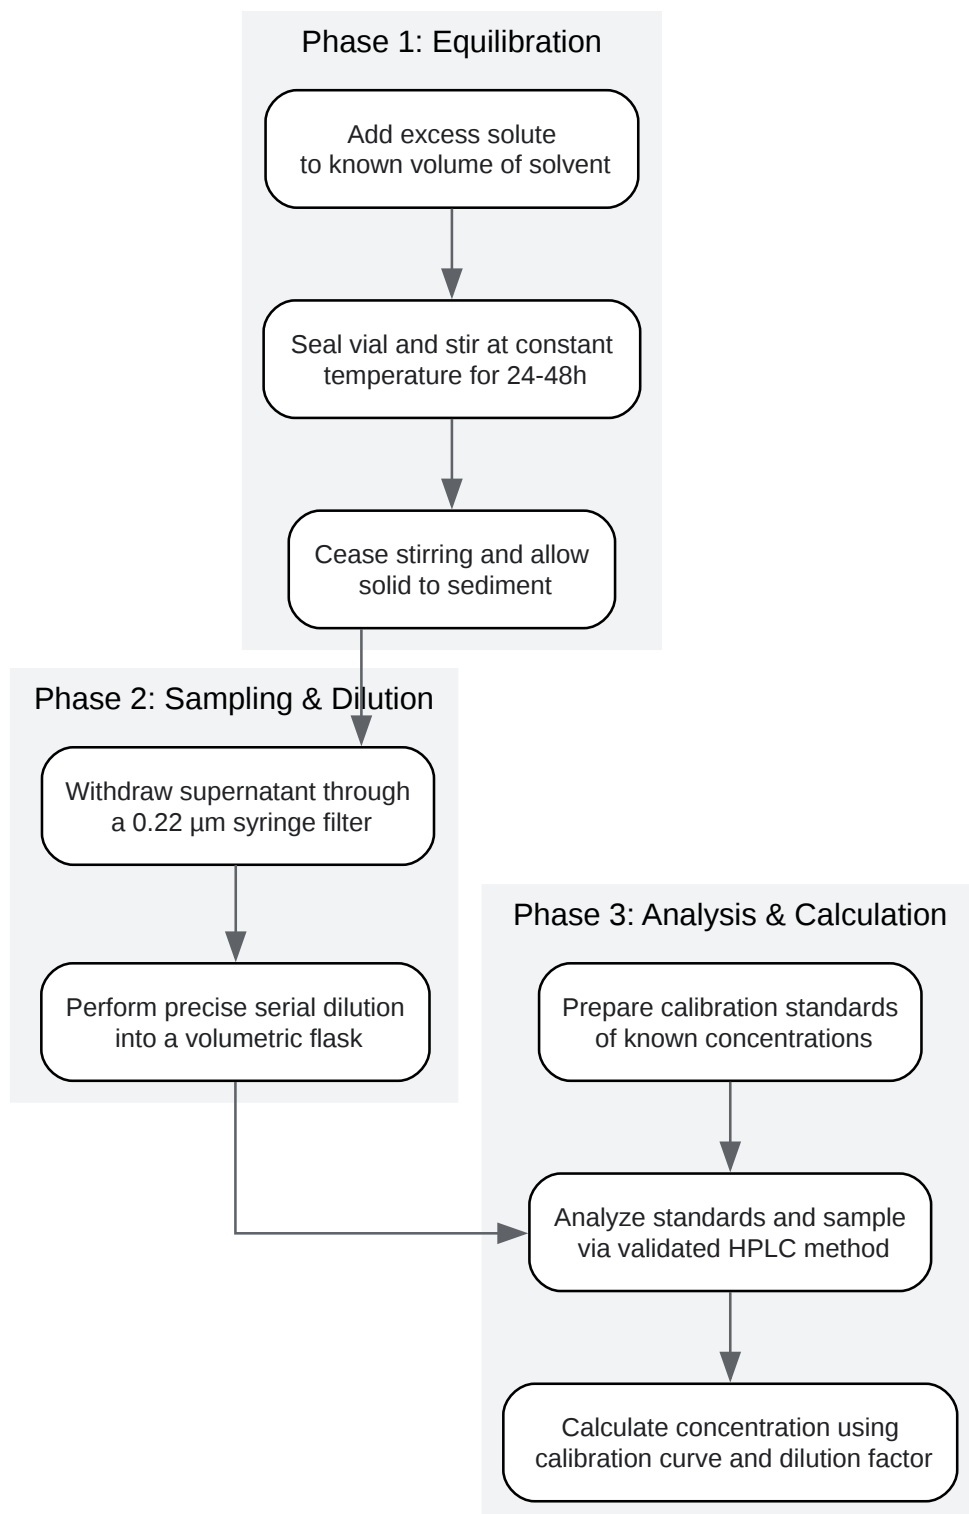 Phase 1: Equilibration
Add excess solute
to known volume of solvent
Seal vial and stir at constant
temperature for 24-48h
Cease stirring and allow
solid to sediment
Phase 2: Sampling & Dilution
Withdraw supernatant through
a 0.22 µm syringe filter
Perform precise serial dilution
into a volumetric flask
Phase 3: Analysis & Calculation
Prepare calibration standards
of known concentrations
Analyze standards and sample
via validated HPLC method
Calculate concentration using
calibration curve and dilution factor